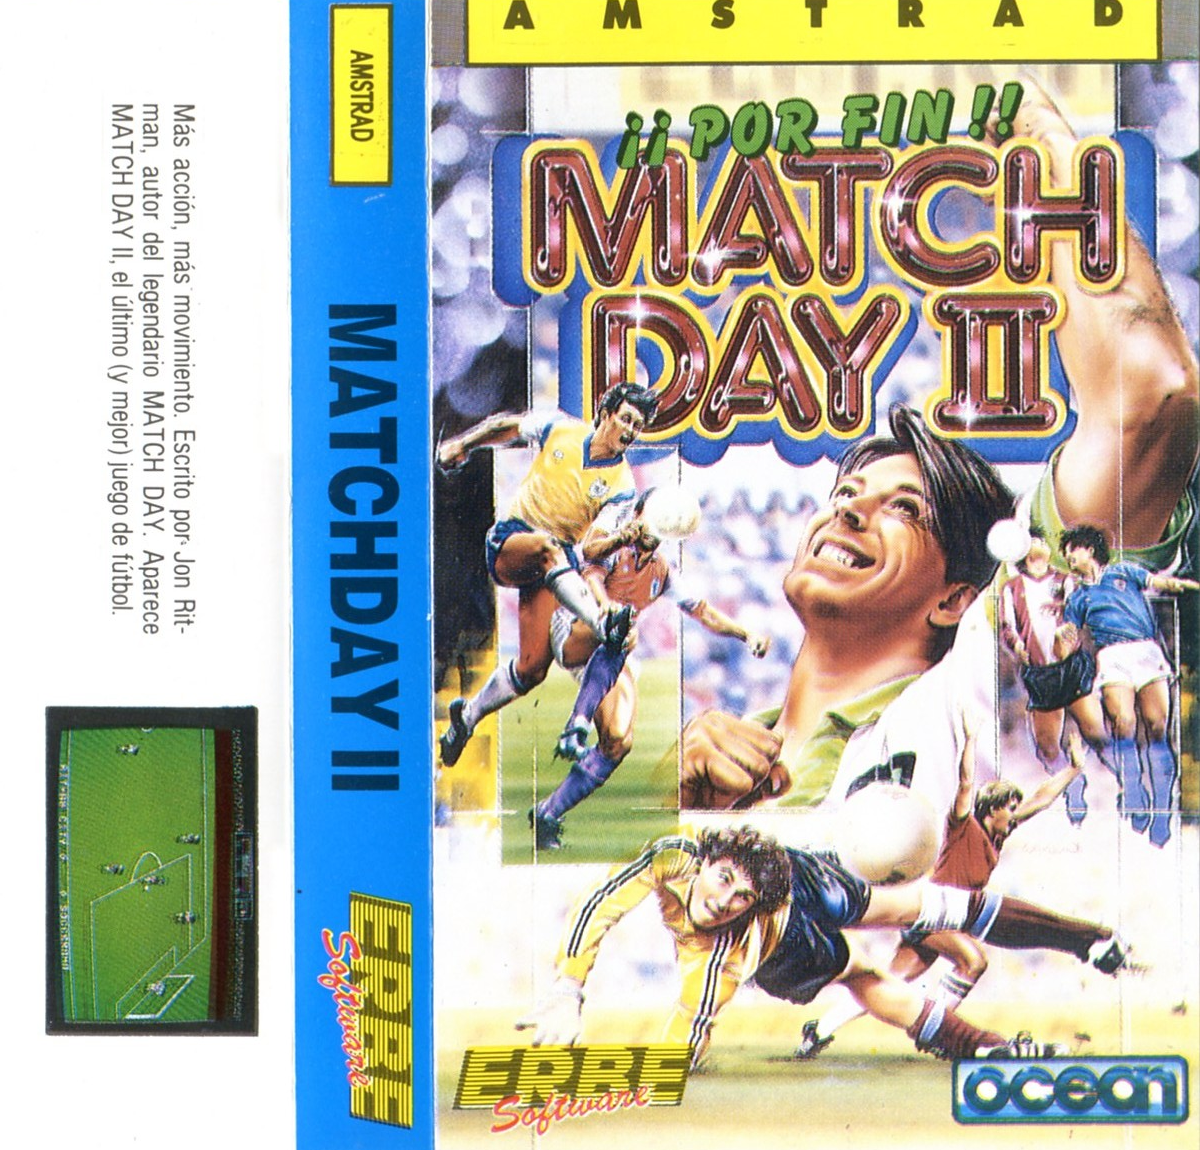 Más acción, más movimiento. Escrito por Jon Rit-
man, autor del legendario MATCH DAY. Aparece
MATCH DAY II, el último (y mejor) juego de fútbol.
AMSTRAD
MATCHDAY II
ERBE
Software
AMSTRAD
¡¡POR FIN!!
MATCH
DAY II
ERBE
Software
ocean